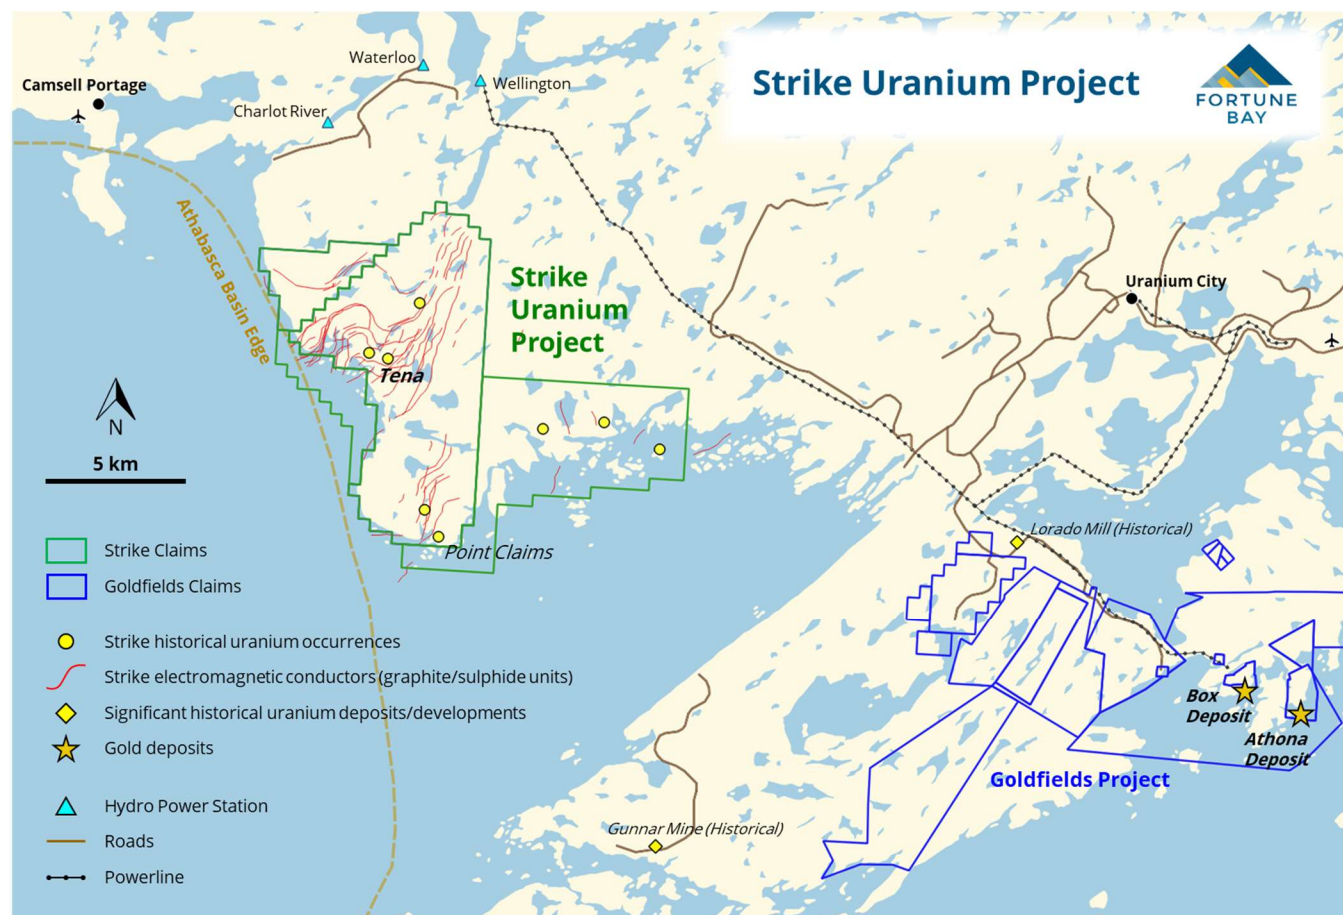 Strike Uranium Project
FORTUNE
BAY
Waterloo
Wellington
Camsell Portage
Charlot River
Athabasca Basin Edge
Strike
Uranium
Project
Uranium City
Tena
N
5 km
Point Claims
Lorado Mill (Historical)
Box
Deposit
Athona
Deposit
Goldfields Project
Gunnar Mine (Historical)
Strike Claims
Goldfields Claims
Strike historical uranium occurrences
Strike electromagnetic conductors (graphite/sulphide units)
Significant historical uranium deposits/developments
Gold deposits
Hydro Power Station
Roads
Powerline